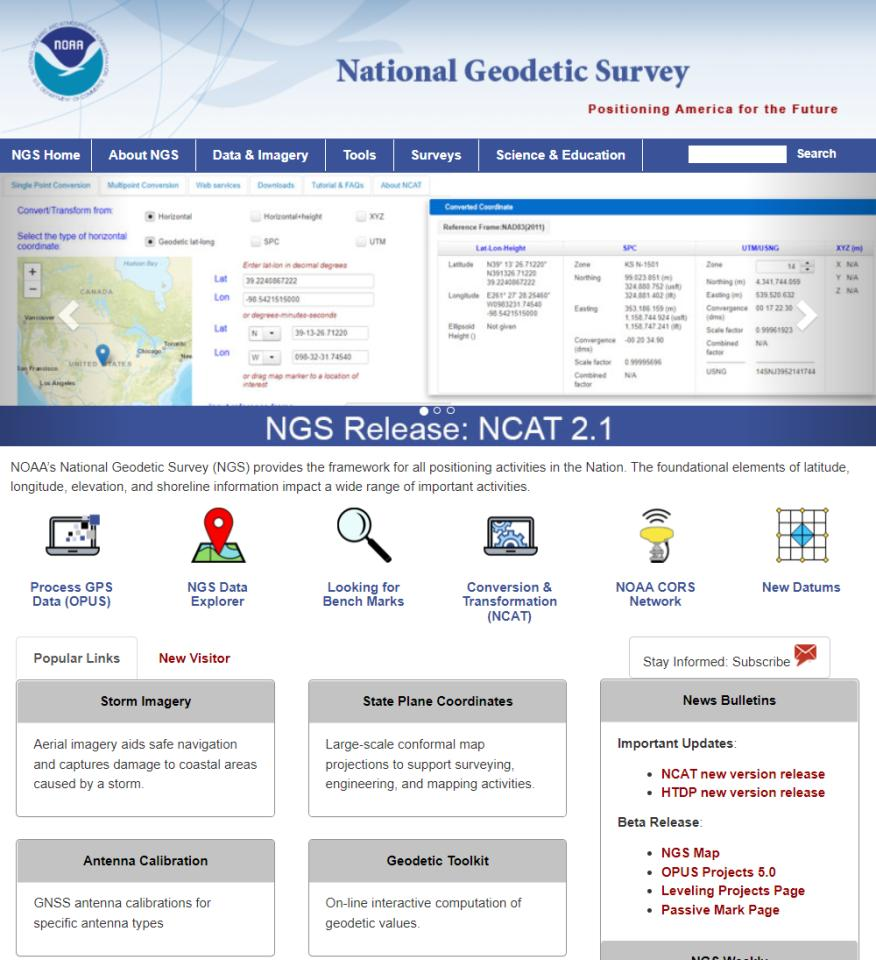 NOAA
National Geodetic Survey
Positioning America for the Future
NGS Home
About NGS
Data & Imagery
Tools
Surveys
Science & Education
Search
Single Point Conversion
Multipoint Conversion
Web services
Downloads
Tutorial & FAQs
About NCAT
Convert/Transform from:
Horizontal
Horizontal+height
XYZ
Select the type of horizontal
coordinate:
Geodetic lat-long
SPC
UTM
Enter lat-lon in decimal degrees
Lat
39.2240867222
Lon
-98.5421515000
or degrees-minutes-seconds
Lat
N
39-13-26.71220
Lon
W
098-32-31.74540
or drag map marker to a location of
interest
+
−
Hudson Bay
CANADA
Vancouver
Toronto
Chicago
UNITED STATES
San Francisco
Los Angeles
Converted Coordinate
Reference Frame:NAD83(2011)
Lat-Lon-Height
SPC
UTM/USNG
XYZ (m)
Latitude
N39° 13' 26.71220"
N391326.71220
39.2240867222
Longitude
E261° 27' 28.25460"
W0983231.74540
-98.5421515000
Ellipsoid
Height ()
Not given
Zone
KS N-1501
Northing
99,023.851 (m)
324,880.752 (usft)
324,881.402 (ift)
Easting
353,186.159 (m)
1,158,744.924 (usft)
1,158,747.241 (ift)
Convergence
(dms)
-00 20 34.90
Scale factor
0.99995696
Combined
factor
N/A
Zone
14
Northing (m)
4,341,744.059
Easting (m)
539,520.632
Convergence
(dms)
00 17 22.30
Scale factor
0.99961923
Combined
factor
N/A
USNG
14SNJ3952141744
X N/A
Y N/A
Z N/A
NGS Release: NCAT 2.1
NOAA's National Geodetic Survey (NGS) provides the framework for all positioning activities in the Nation. The foundational elements of latitude,
longitude, elevation, and shoreline information impact a wide range of important activities.
Process GPS
Data (OPUS)
NGS Data
Explorer
Looking for
Bench Marks
Conversion &
Transformation
(NCAT)
NOAA CORS
Network
New Datums
Popular Links
New Visitor
Stay Informed: Subscribe
Storm Imagery
Aerial imagery aids safe navigation
and captures damage to coastal areas
caused by a storm.
State Plane Coordinates
Large-scale conformal map
projections to support surveying,
engineering, and mapping activities.
Antenna Calibration
GNSS antenna calibrations for
specific antenna types
Geodetic Toolkit
On-line interactive computation of
geodetic values.
News Bulletins
Important Updates:
NCAT new version release
HTDP new version release
Beta Release:
NGS Map
OPUS Projects 5.0
Leveling Projects Page
Passive Mark Page
NGS Weekly